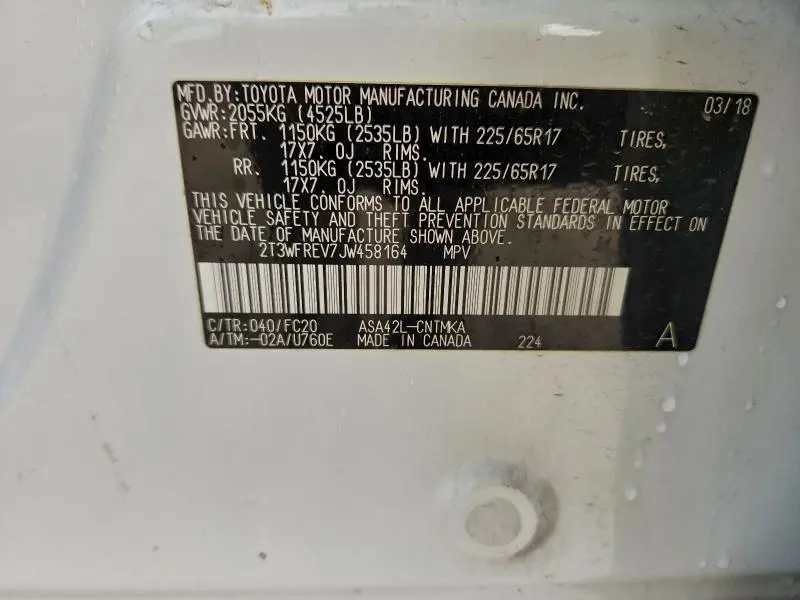 MFD.BY:TOYOTA MOTOR MANUFACTURING CANADA INC. 03/18
GVWR:2055KG (4525LB)
GAWR:FRT. 1150KG (2535LB) WITH 225/65R17 TIRES,
17X7.0J RIMS.
RR. 1150KG (2535LB) WITH 225/65R17 TIRES,
17X7.0J RIMS.
THIS VEHICLE CONFORMS TO ALL APPLICABLE FEDERAL MOTOR
VEHICLE SAFETY AND THEFT PREVENTION STANDARDS IN EFFECT ON
THE DATE OF MANUFACTURE SHOWN ABOVE.
2T3WFREV7JW458164 MPV
C/TR:040/FC20 ASA42L-CNTMKA
A/TM:-02A/U760E MADE IN CANADA 224 A